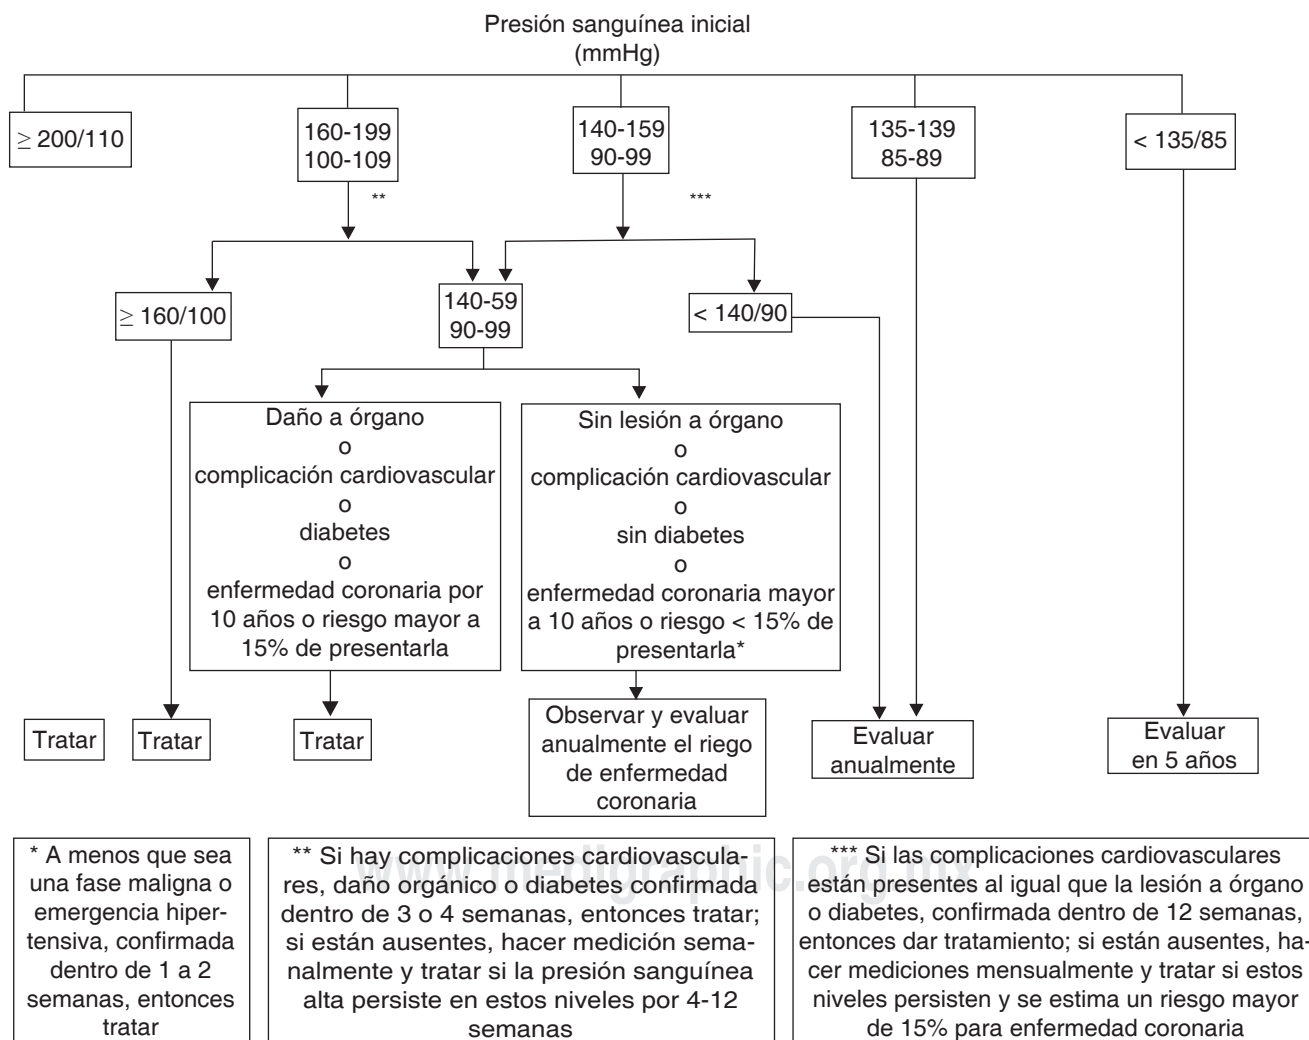 Presión sanguínea inicial
(mmHg)
≥ 200/110
160-199
100-109
140-159
90-99
135-139
85-89
< 135/85
**
***
≥ 160/100
140-59
90-99
< 140/90
Daño a órgano
o
complicación cardiovascular
o
diabetes
o
enfermedad coronaria por
10 años o riesgo mayor a
15% de presentarla
Sin lesión a órgano
o
complicación cardiovascular
o
sin diabetes
o
enfermedad coronaria mayor
a 10 años o riesgo < 15% de
presentarla*
Tratar
Tratar
Tratar
Observar y evaluar
anualmente el riego
de enfermedad
coronaria
Evaluar
anualmente
Evaluar
en 5 años
* A menos que sea
una fase maligna o
emergencia hiper-
tensiva, confirmada
dentro de 1 a 2
semanas, entonces
tratar
** Si hay complicaciones cardiovascula-
res, daño orgánico o diabetes confirmada
dentro de 3 o 4 semanas, entonces tratar;
si están ausentes, hacer medición sema-
nalmente y tratar si la presión sanguínea
alta persiste en estos niveles por 4-12
semanas
*** Si las complicaciones cardiovasculares
están presentes al igual que la lesión a órgano
o diabetes, confirmada dentro de 12 semanas,
entonces dar tratamiento; si están ausentes, ha-
cer mediciones mensualmente y tratar si estos
niveles persisten y se estima un riesgo mayor
de 15% para enfermedad coronaria
www.medigraphic.org.mx